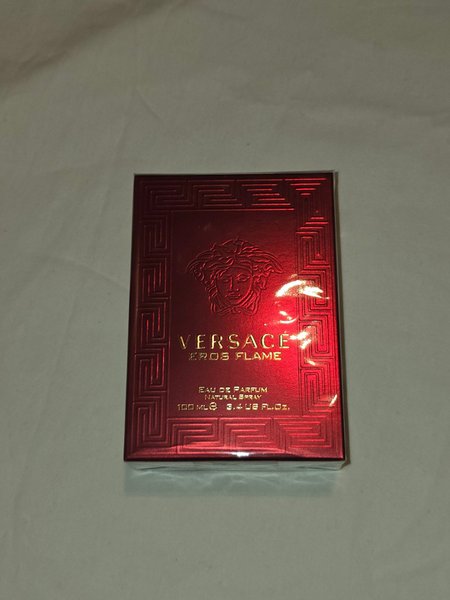 VERSACE
EROS FLAME
EAU DE PARFUM
NATURAL SPRAY
100 ML℮ 3.4 US FL.OZ.